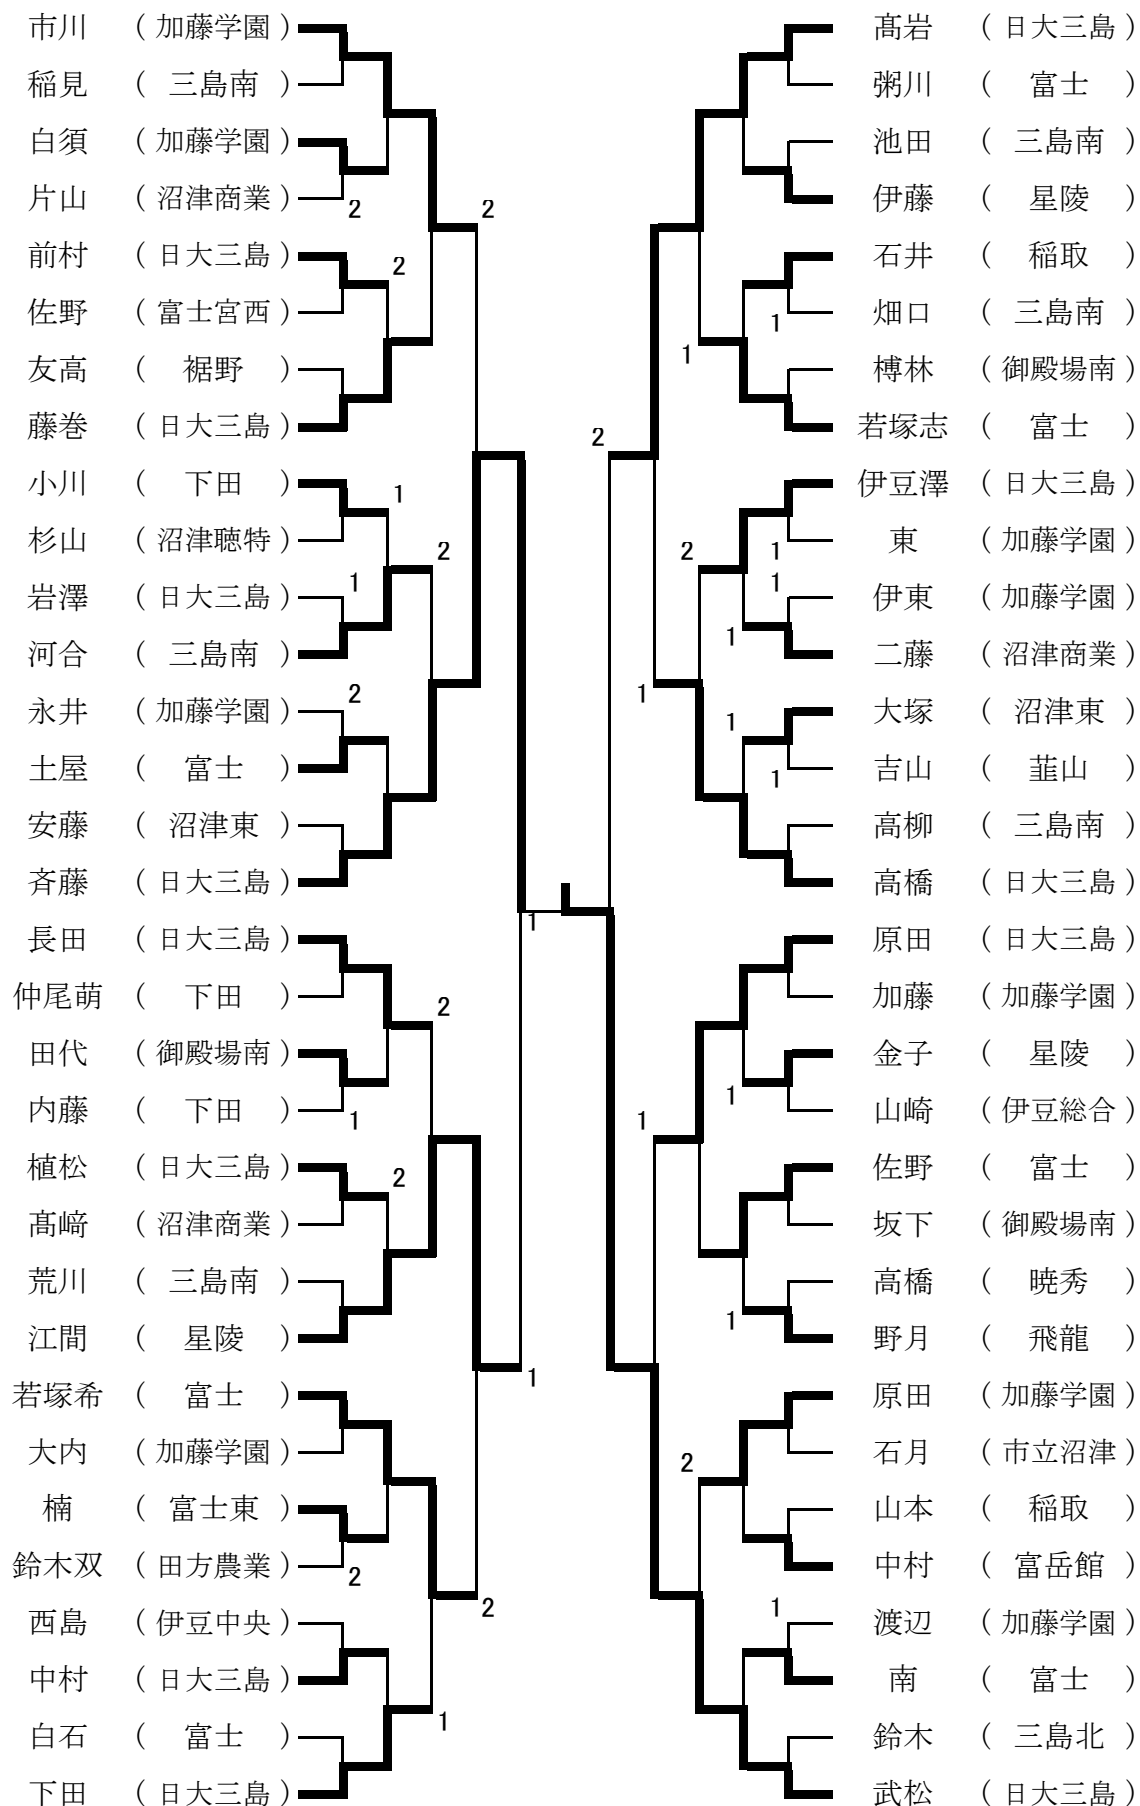 市川 (加藤学園) 髙岩 (日大三島)
稲見 (三島南) 粥川 (富士)
白須 (加藤学園) 池田 (三島南)
片山 (沼津商業) 伊藤 (星陵)
2 2
前村 (日大三島) 2 石井 (稲取)
佐野 (富士宮西) 1 畑口 (三島南)
友高 (裾野) 1 榑林 (御殿場南)
藤巻 (日大三島) 2 若塚志 (富士)
小川 (下田) 1 伊豆澤 (日大三島)
杉山 (沼津聴特) 2 2 1 東 (加藤学園)
岩澤 (日大三島) 1 1 伊東 (加藤学園)
河合 (三島南) 1 二藤 (沼津商業)
永井 (加藤学園) 2 1 1 大塚 (沼津東)
土屋 (富士) 1 吉山 (韮山)
安藤 (沼津東) 高柳 (三島南)
斉藤 (日大三島) 高橋 (日大三島)
1
長田 (日大三島) 原田 (日大三島)
仲尾萌 (下田) 2 加藤 (加藤学園)
田代 (御殿場南) 金子 (星陵)
内藤 (下田) 1 1 1 山崎 (伊豆総合)
植松 (日大三島) 2 佐野 (富士)
髙﨑 (沼津商業) 坂下 (御殿場南)
荒川 (三島南) 高橋 (暁秀)
江間 (星陵) 1 野月 (飛龍)
1
若塚希 (富士) 原田 (加藤学園)
大内 (加藤学園) 2 石月 (市立沼津)
楠 (富士東) 山本 (稲取)
鈴木双 (田方農業) 2 中村 (富岳館)
西島 (伊豆中央) 2 1 渡辺 (加藤学園)
中村 (日大三島) 南 (富士)
白石 (富士) 1 鈴木 (三島北)
下田 (日大三島) 武松 (日大三島)